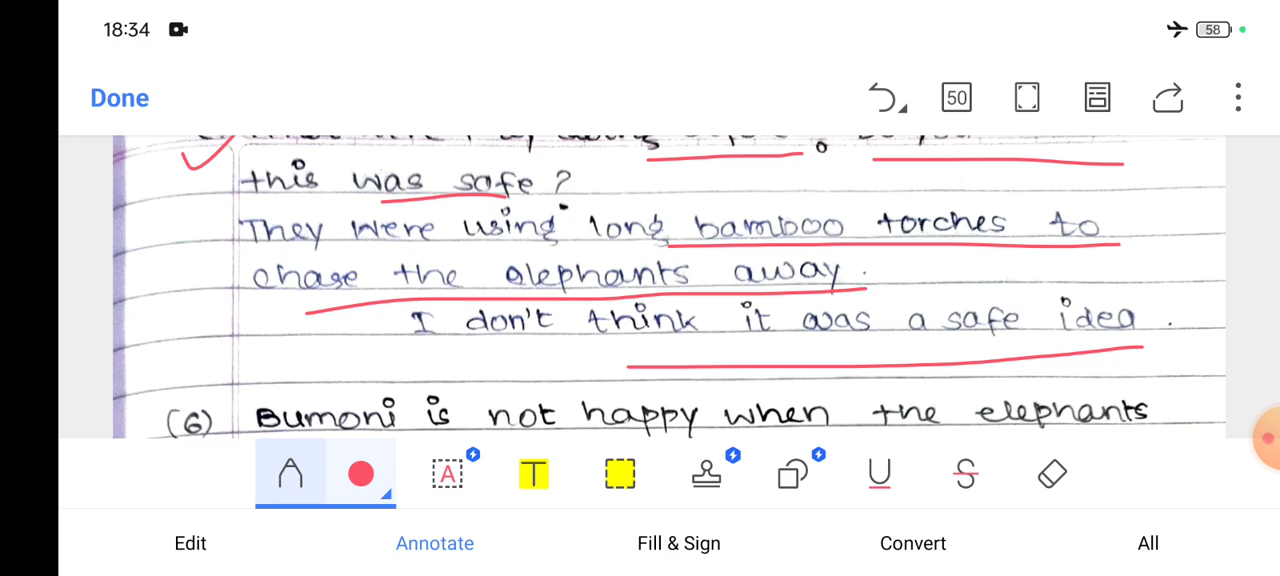 18:34
58
Done
50
this was safe?
They were using long bamboo torches to
chase the elephants away.
I don't think it was a safe idea.
(6) Bumoni is not happy when the elephants
A
T
U
S
Edit
Annotate
Fill & Sign
Convert
All